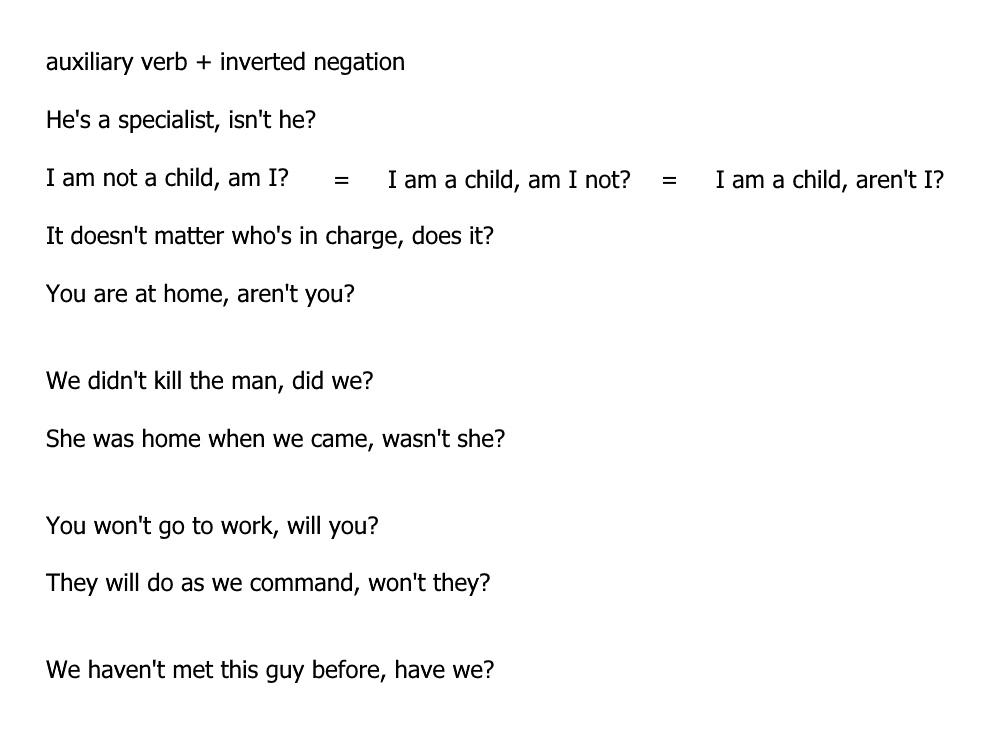 auxiliary verb + inverted negation
He's a specialist, isn't he?
I am not a child, am I? = I am a child, am I not? = I am a child, aren't I?
It doesn't matter who's in charge, does it?
You are at home, aren't you?
We didn't kill the man, did we?
She was home when we came, wasn't she?
You won't go to work, will you?
They will do as we command, won't they?
We haven't met this guy before, have we?